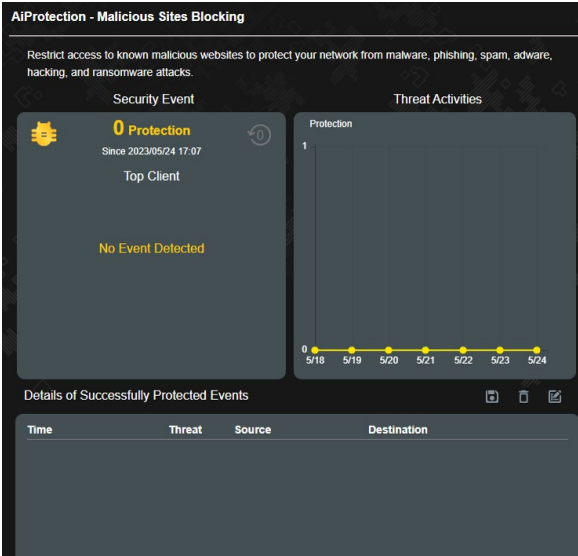 AiProtection - Malicious Sites Blocking
Restrict access to known malicious websites to protect your network from malware, phishing, spam, adware,
hacking, and ransomware attacks.
Security Event
Threat Activities
0 Protection
Since 2023/05/24 17:07
0
Top Client
No Event Detected
Protection
1
0
5/18 5/19 5/20 5/21 5/22 5/23 5/24
Details of Successfully Protected Events
Time Threat Source Destination